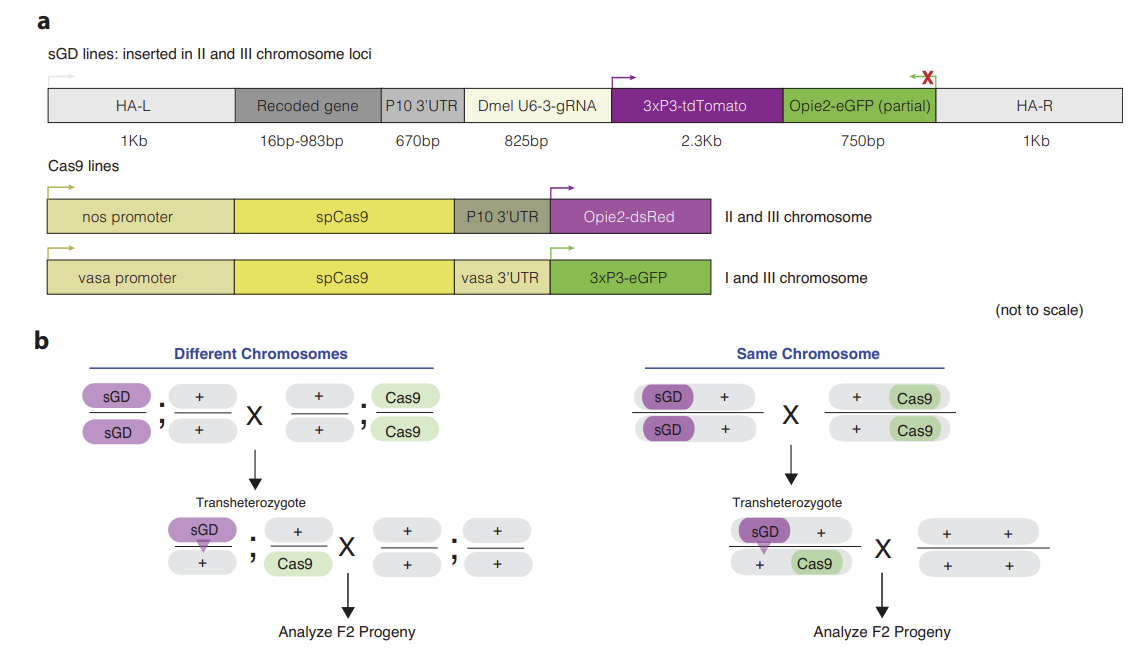 a
sGD lines: inserted in II and III chromosome loci
X
HA-L Recoded gene P10 3'UTR Dmel U6-3-gRNA 3xP3-tdTomato Opie2-eGFP (partial) HA-R
1Kb 16bp-983bp 670bp 825bp 2.3Kb 750bp 1Kb
Cas9 lines
nos promoter spCas9 P10 3'UTR Opie2-dsRed II and III chromosome
vasa promoter spCas9 vasa 3'UTR 3xP3-eGFP I and III chromosome
(not to scale)
b
Different Chromosomes
sGD + + Cas9
; X ;
sGD + + Cas9
Transheterozygote
sGD + + +
; X ;
+ Cas9 + +
Analyze F2 Progeny
Same Chromosome
sGD + + Cas9
X
sGD + + Cas9
Transheterozygote
sGD + + +
X
+ Cas9 + +
Analyze F2 Progeny